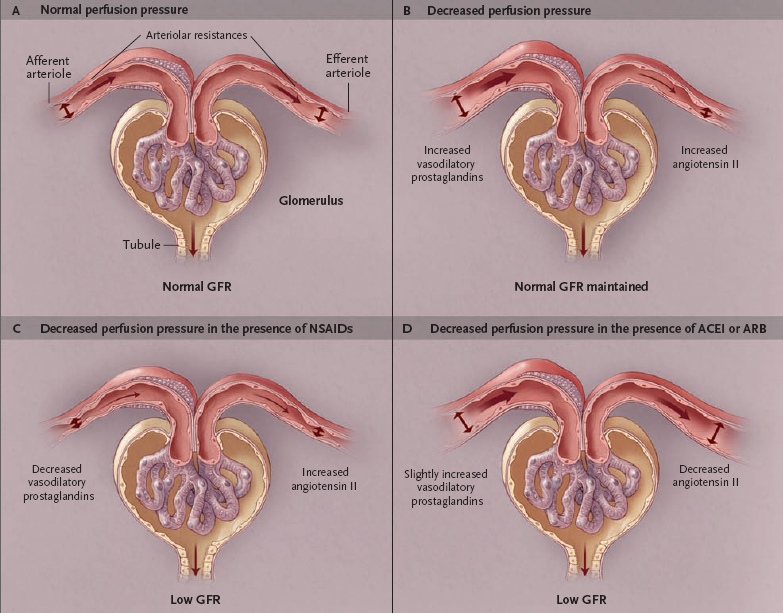 A Normal perfusion pressure
Arteriolar resistances
Afferent
arteriole
Efferent
arteriole
Glomerulus
Tubule
Normal GFR
B Decreased perfusion pressure
Increased
vasodilatory
prostaglandins
Increased
angiotensin II
Normal GFR maintained
C Decreased perfusion pressure in the presence of NSAIDs
Decreased
vasodilatory
prostaglandins
Increased
angiotensin II
Low GFR
D Decreased perfusion pressure in the presence of ACEI or ARB
Slightly increased
vasodilatory
prostaglandins
Decreased
angiotensin II
Low GFR